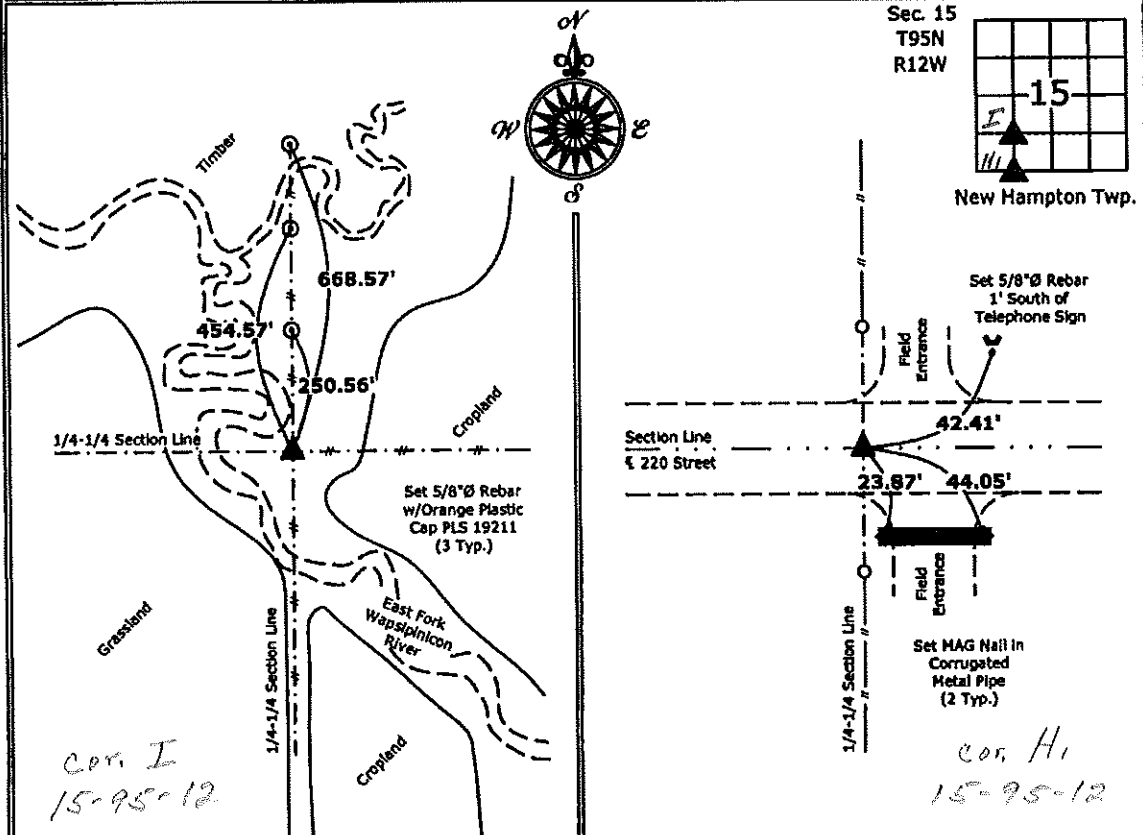 Sec. 15
T95N
R12W
15
I
H1
New Hampton Twp.
N
W
E
S
Timber
668.57'
454.57'
250.56'
1/4-1/4 Section Line
Cropland
Set 5/8"Ø Rebar
w/Orange Plastic
Cap PLS 19211
(3 Typ.)
Grassland
East Fork
Wapsipinicon
River
1/4-1/4 Section Line
Cropland
cor. I
15-95-12
Set 5/8"Ø Rebar
1' South of
Telephone Sign
Field
Entrance
42.41'
Section Line
℄ 220 Street
23.87'
44.05'
Field
Entrance
1/4-1/4 Section Line
Set MAG Nail in
Corrugated
Metal Pipe
(2 Typ.)
cor. H1
15-95-12